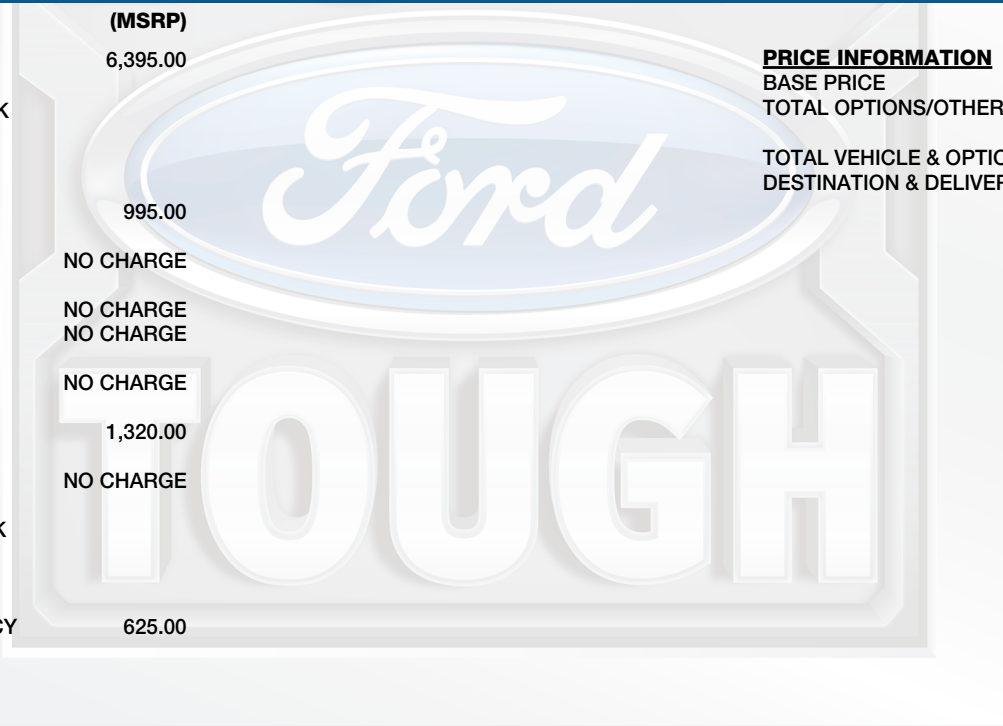 (MSRP)
6,395.00
K
995.00
NO CHARGE
NO CHARGE
NO CHARGE
NO CHARGE
1,320.00
NO CHARGE
K
CY 625.00
PRICE INFORMATION
BASE PRICE
TOTAL OPTIONS/OTHER
TOTAL VEHICLE & OPTIO
DESTINATION & DELIVER
Ford
TOUGH